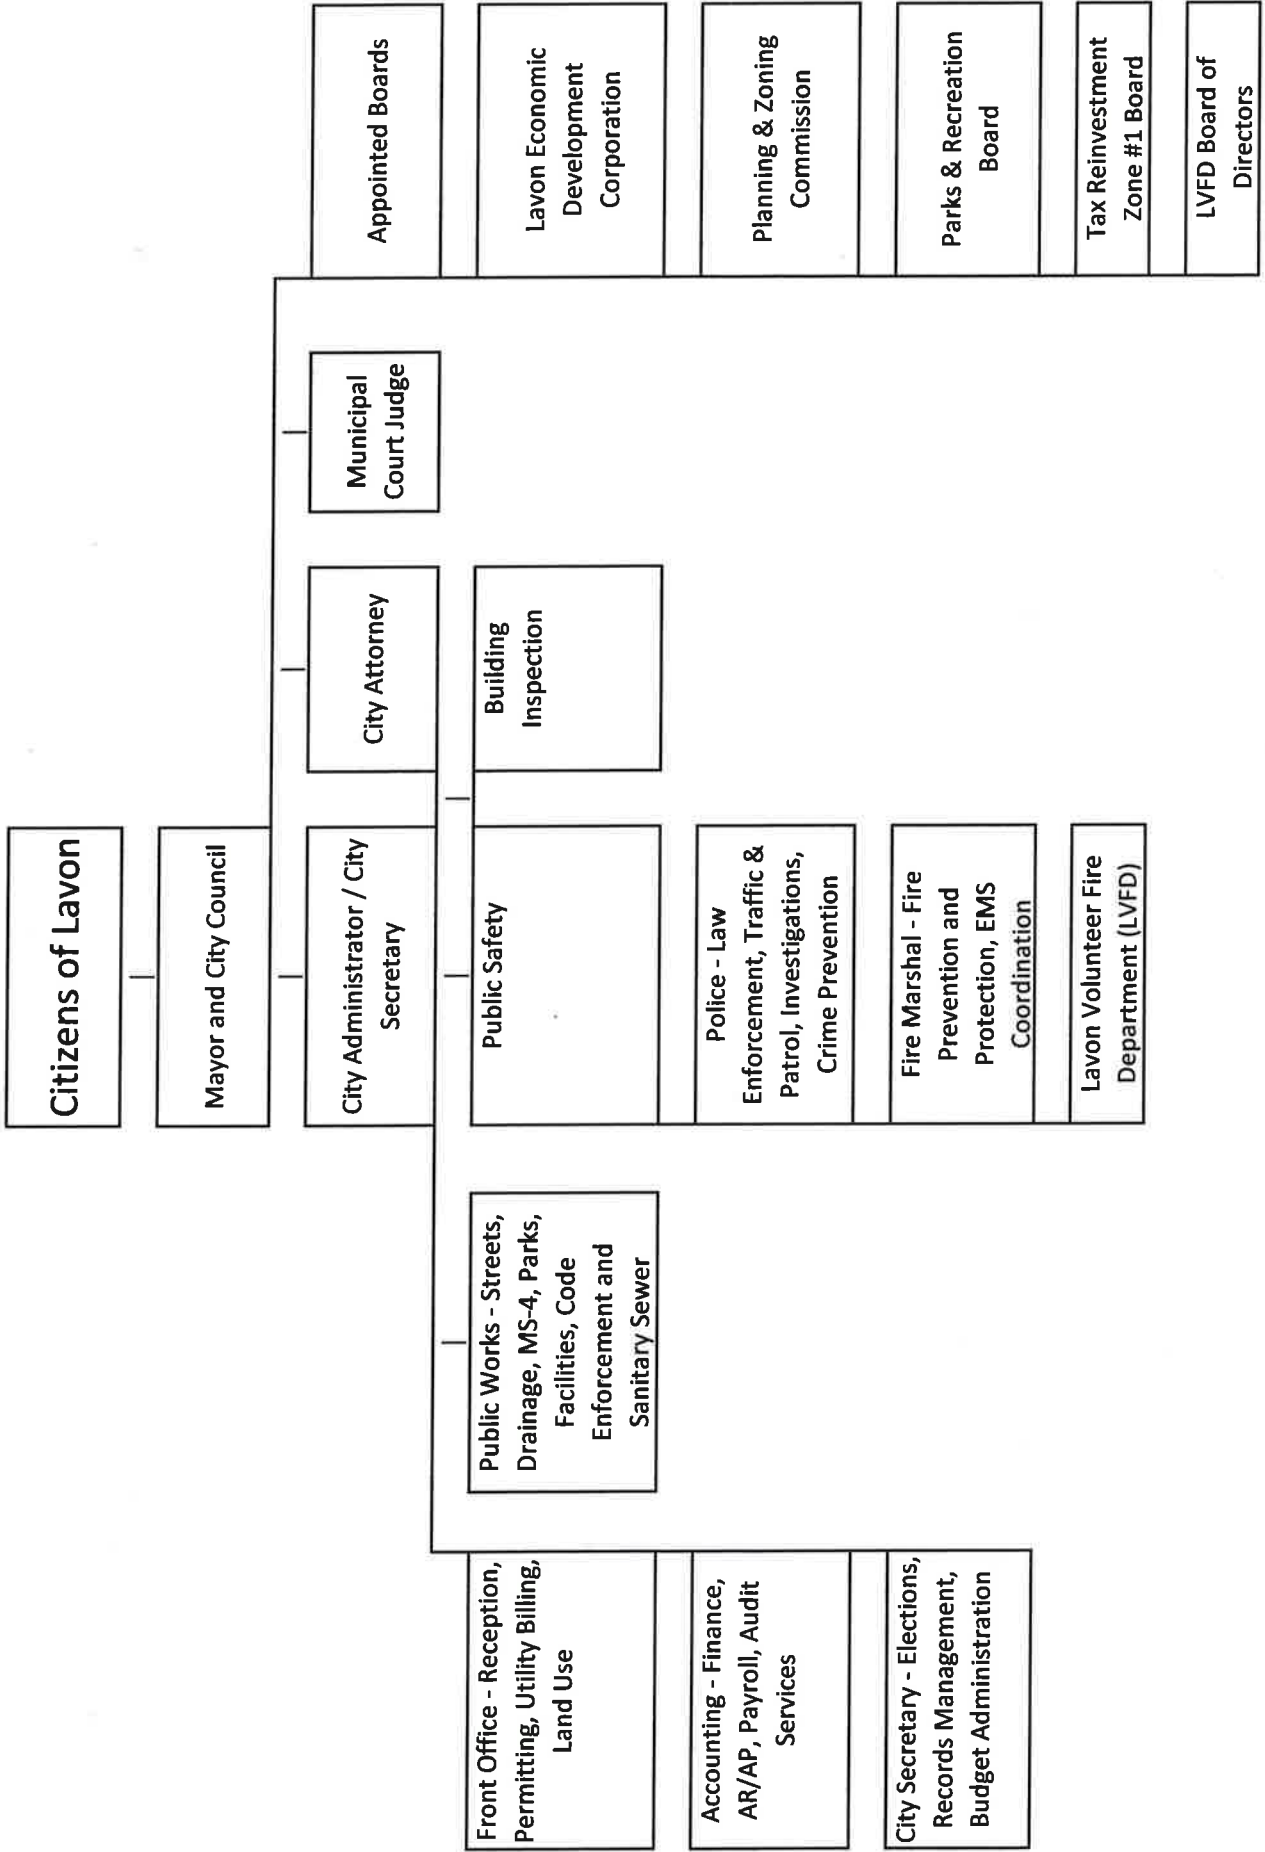 Citizens of Lavon
Mayor and City Council
City Administrator / City
Secretary
City Attorney
Municipal
Court Judge
Appointed Boards
Front Office - Reception,
Permitting, Utility Billing,
Land Use
Public Works - Streets,
Drainage, MS-4, Parks,
Facilities, Code
Enforcement and
Sanitary Sewer
Public Safety
Building
Inspection
Lavon Economic
Development
Corporation
Accounting - Finance,
AR/AP, Payroll, Audit
Services
Police - Law
Enforcement, Traffic &
Patrol, Investigations,
Crime Prevention
Planning & Zoning
Commission
City Secretary - Elections,
Records Management,
Budget Administration
Fire Marshal - Fire
Prevention and
Protection, EMS
Coordination
Parks & Recreation
Board
Lavon Volunteer Fire
Department (LVFD)
Tax Reinvestment
Zone #1 Board
LVFD Board of
Directors